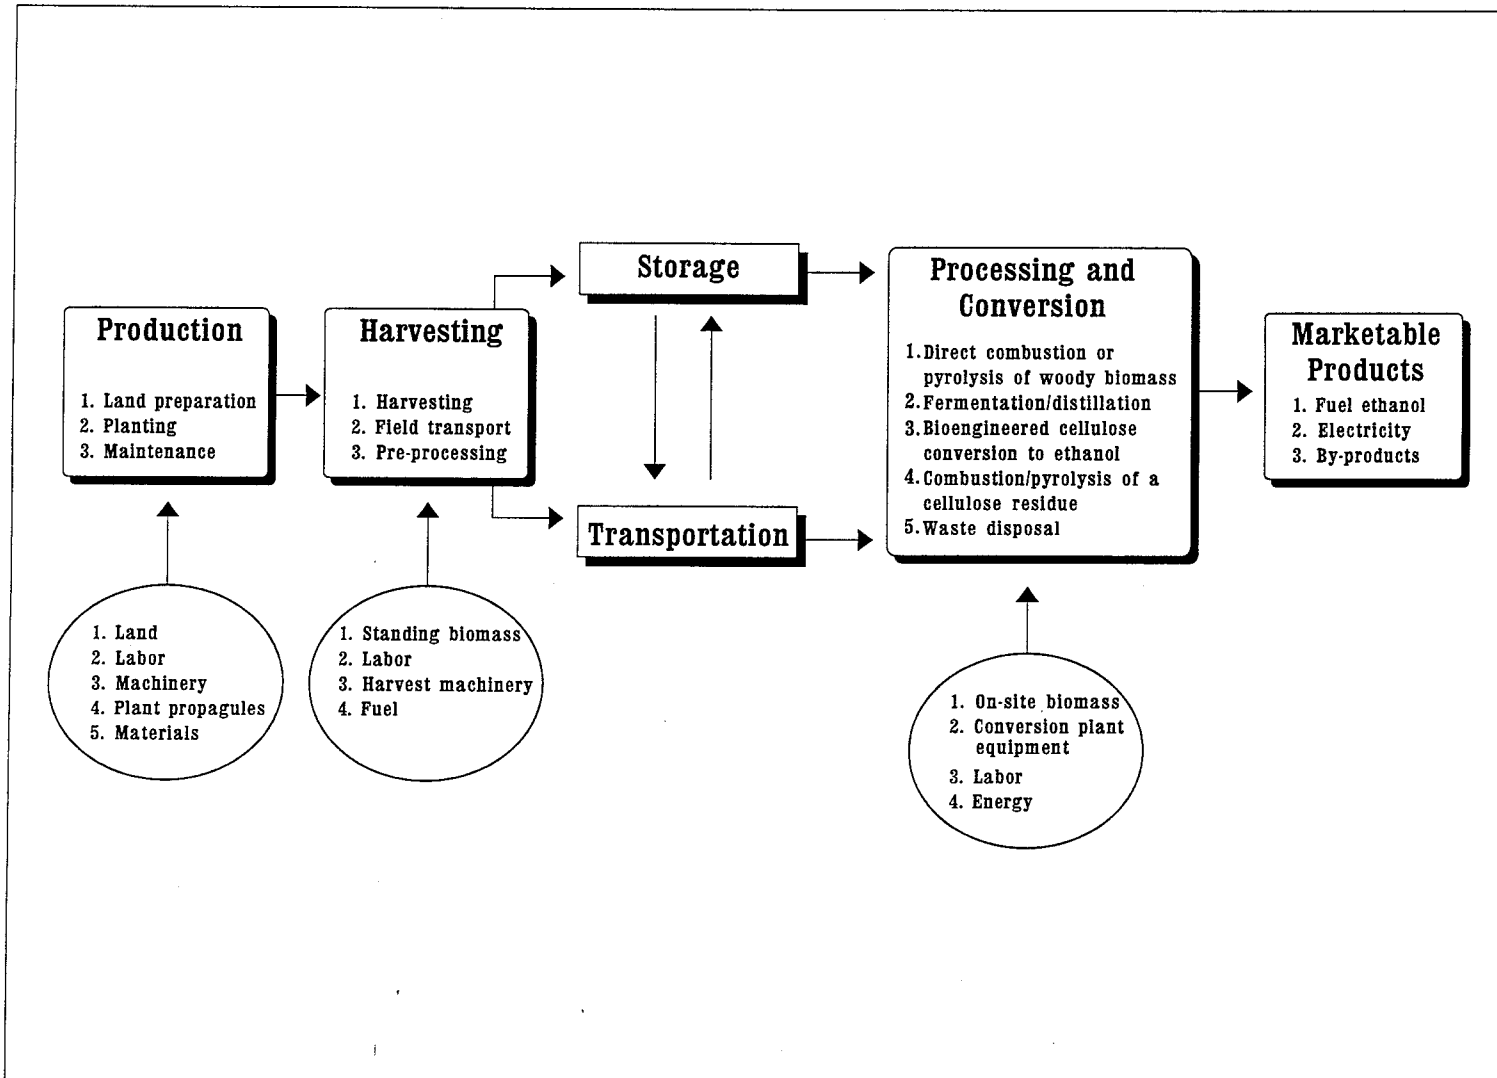 Production
1. Land preparation
2. Planting
3. Maintenance
Harvesting
1. Harvesting
2. Field transport
3. Pre-processing
Storage
Transportation
Processing and
Conversion
1. Direct combustion or
pyrolysis of woody biomass
2. Fermentation/distillation
3. Bioengineered cellulose
conversion to ethanol
4. Combustion/pyrolysis of a
cellulose residue
5. Waste disposal
Marketable
Products
1. Fuel ethanol
2. Electricity
3. By-products
1. Land
2. Labor
3. Machinery
4. Plant propagules
5. Materials
1. Standing biomass
2. Labor
3. Harvest machinery
4. Fuel
1. On-site biomass
2. Conversion plant
equipment
3. Labor
4. Energy